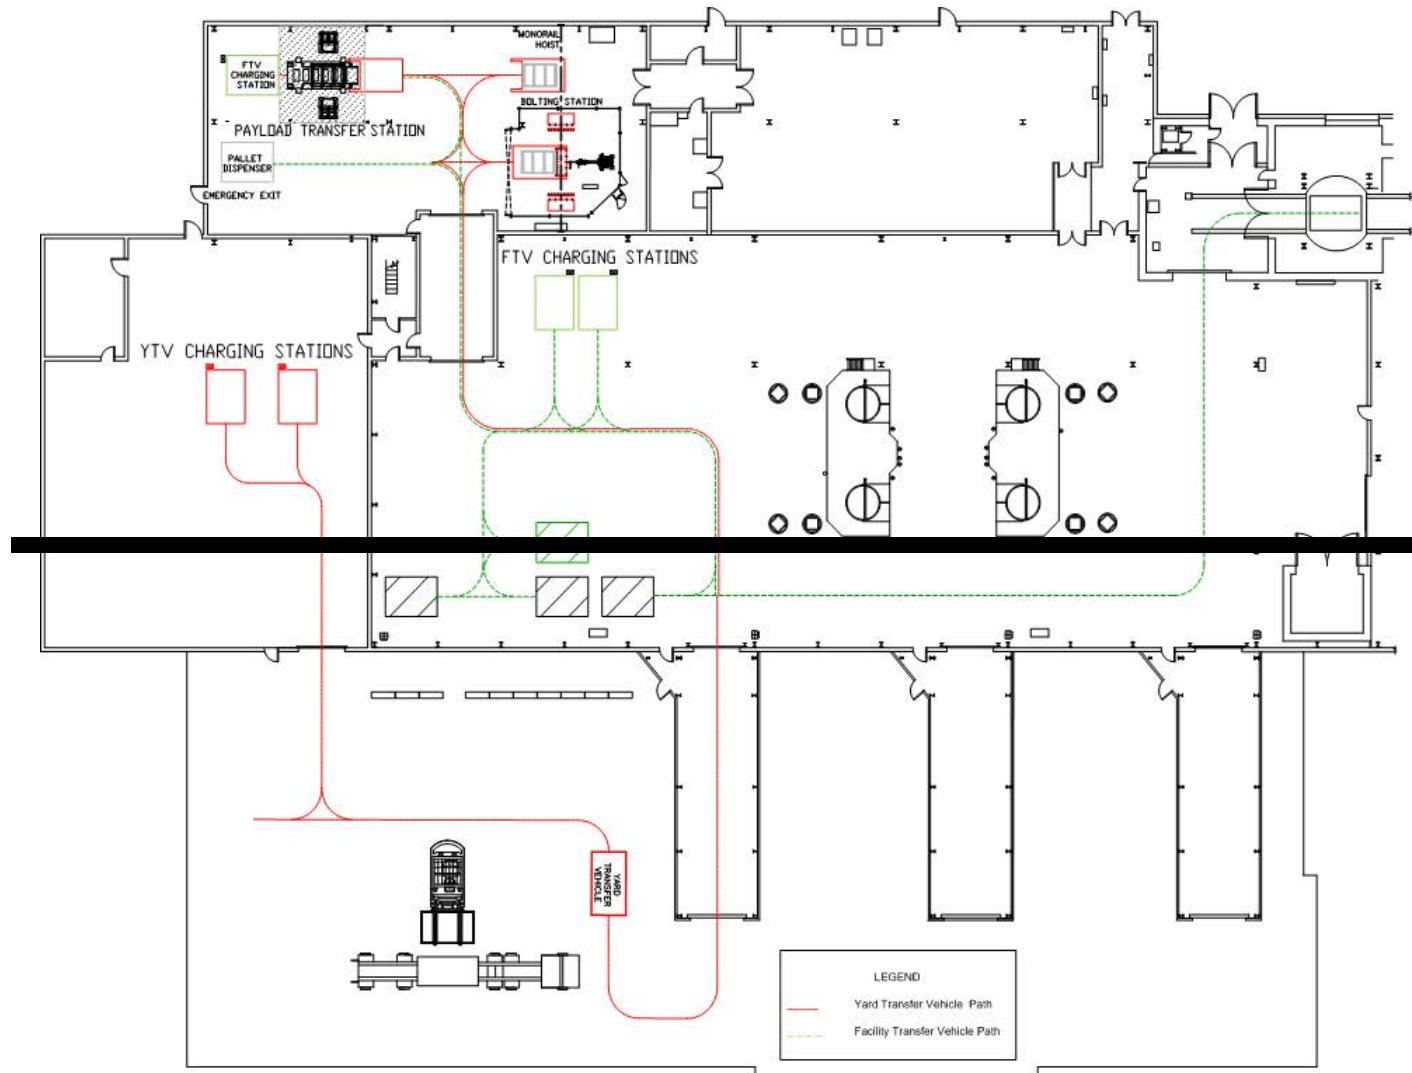 MONORAIL
HOIST
FTV
CHARGING
STATION
BOLTING STATION
PAYLOAD TRANSFER STATION
PALLET
DISPENSER
EMERGENCY EXIT
FTV CHARGING STATIONS
YTV CHARGING STATIONS
YARD
TRANSFER
VEHICLE
LEGEND
Yard Transfer Vehicle Path
Facility Transfer Vehicle Path